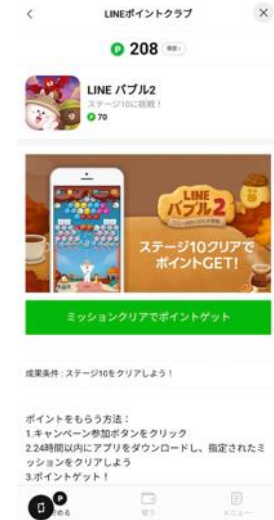 LINEポイントクラブ
P 208
LINE バブル2
ステージ10に挑戦！
P 70
LINE
バブル2
ステージ10クリアで
ポイントGET!
ミッションクリアでポイントゲット
成果条件 : ステージ10をクリアしよう！
ポイントをもらう方法：
1.キャンペーン参加ボタンをクリック
2.24時間以内にアプリをダウンロードし、指定されたミ
ッションをクリアしよう
3.ポイントゲット！
める
使う
メニュー